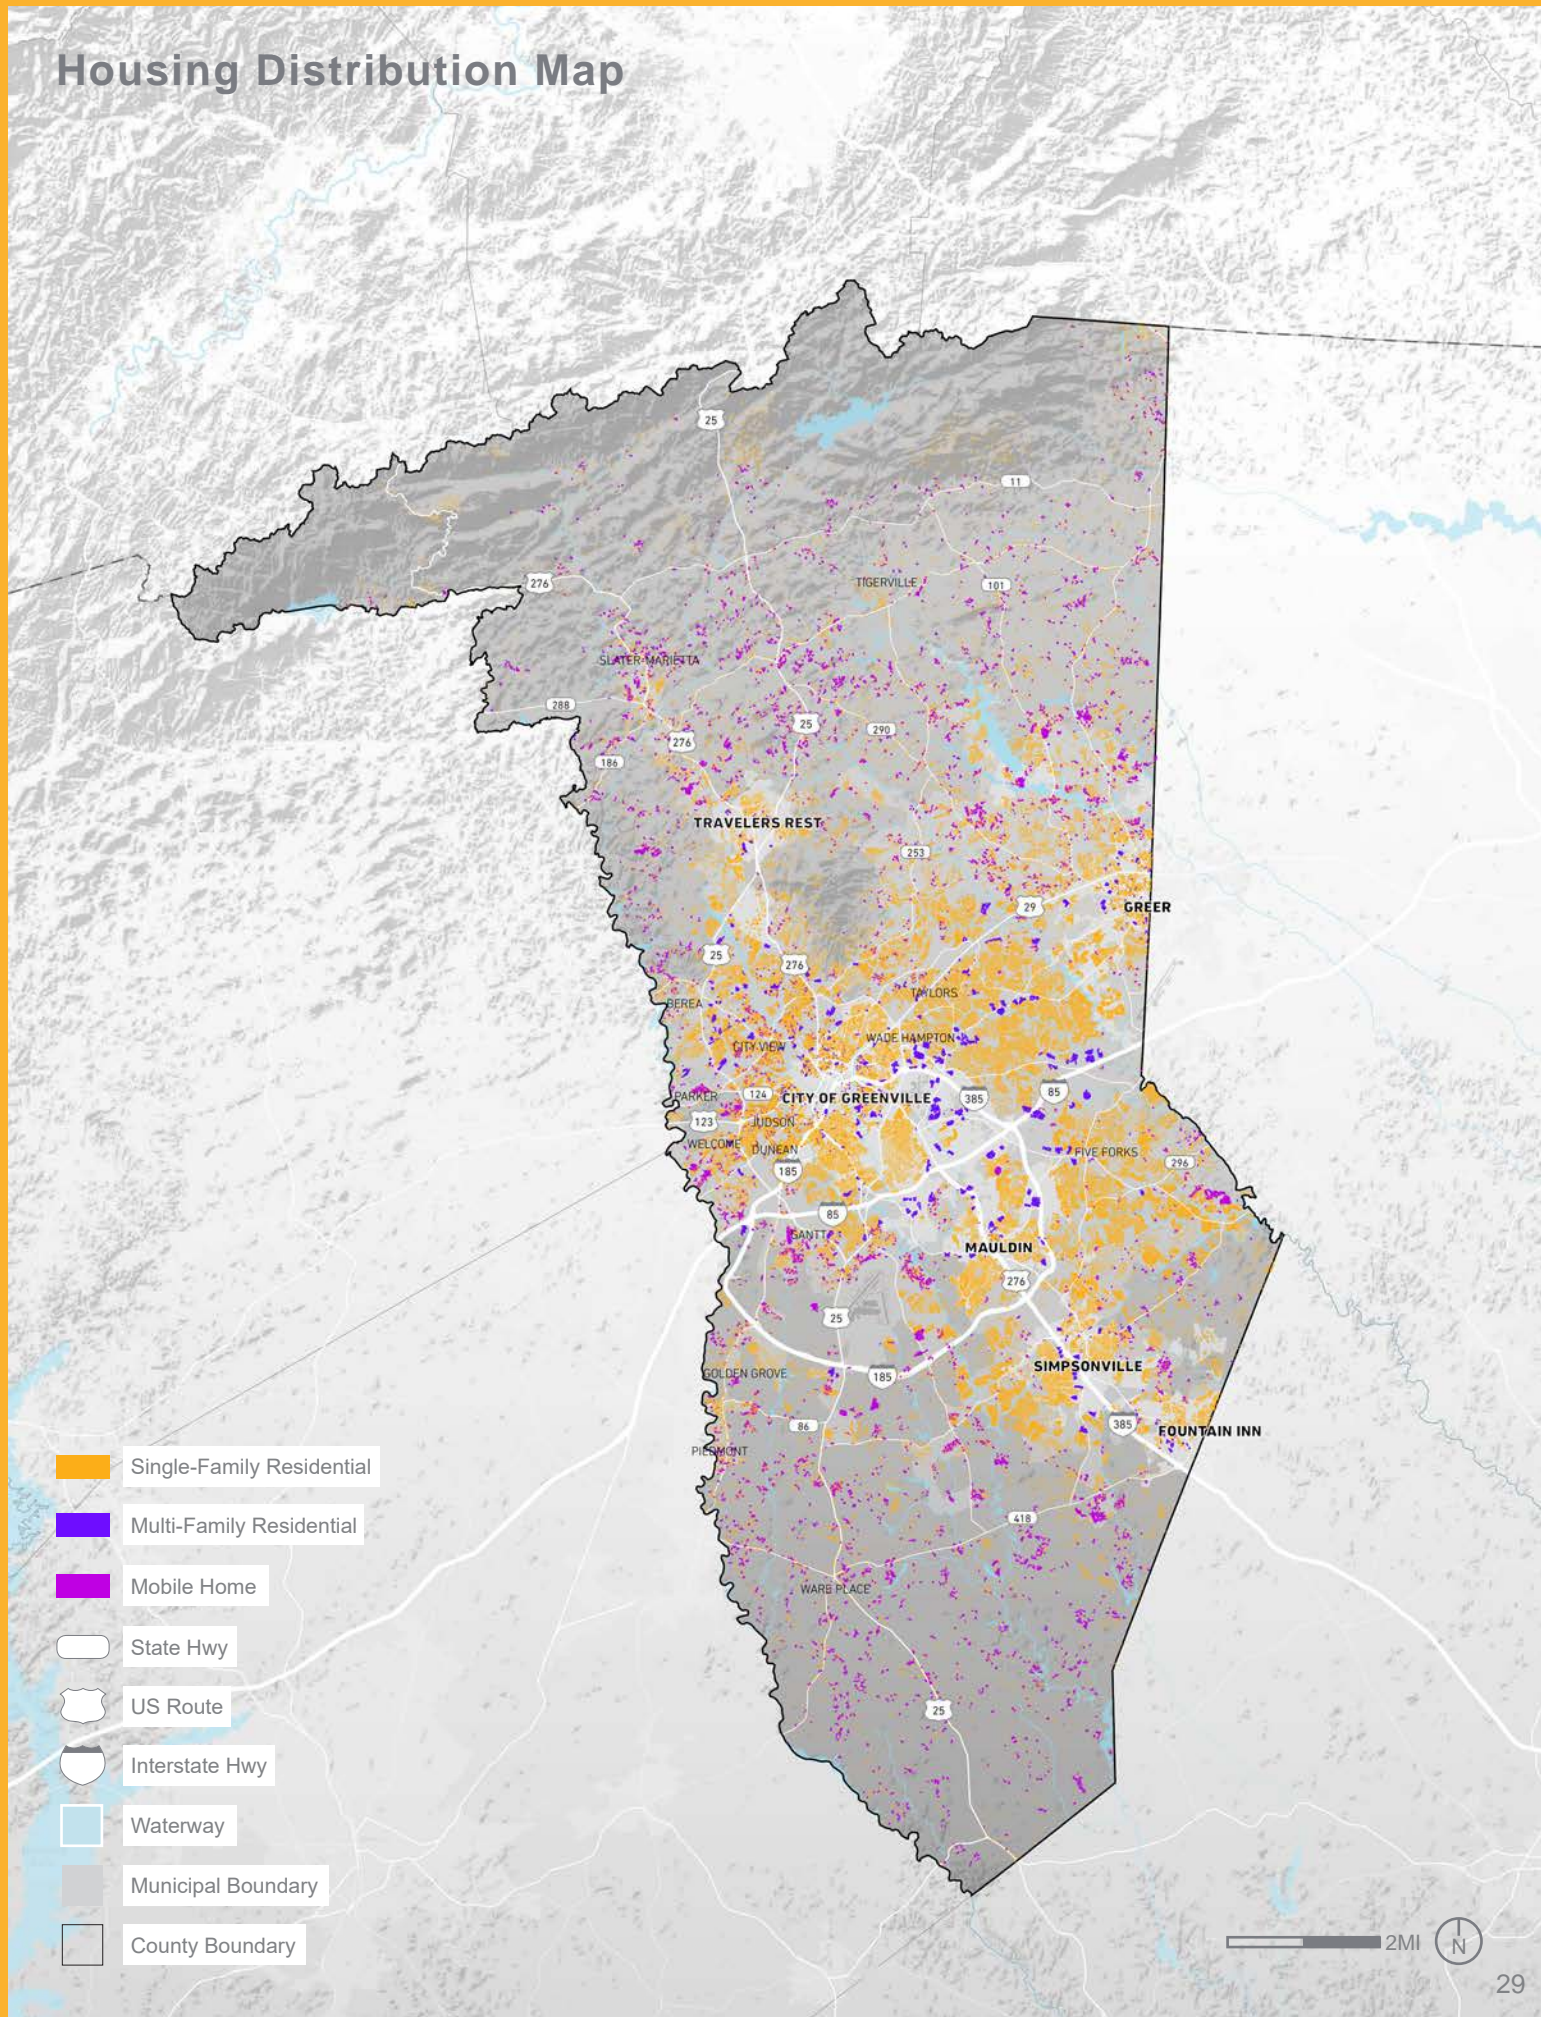 Housing Distribution Map
25
11
276
TIGERVILLE
101
SLATER-MARIETTA
288
25
290
276
186
TRAVELERS REST
253
29
GREER
25
276
TAYLORS
BEREA
WADE HAMPTON
CITY VIEW
PARKER
124
CITY OF GREENVILLE
385
85
123
JUDSON
WELCOME
DUNEAN
FIVE FORKS
296
185
85
GANTT
MAULDIN
276
25
SIMPSONVILLE
GOLDEN GROVE
185
86
385
FOUNTAIN INN
PIEDMONT
Single-Family Residential
Multi-Family Residential
418
Mobile Home
WARE PLACE
State Hwy
US Route
25
Interstate Hwy
Waterway
Municipal Boundary
County Boundary
2MI
N
29